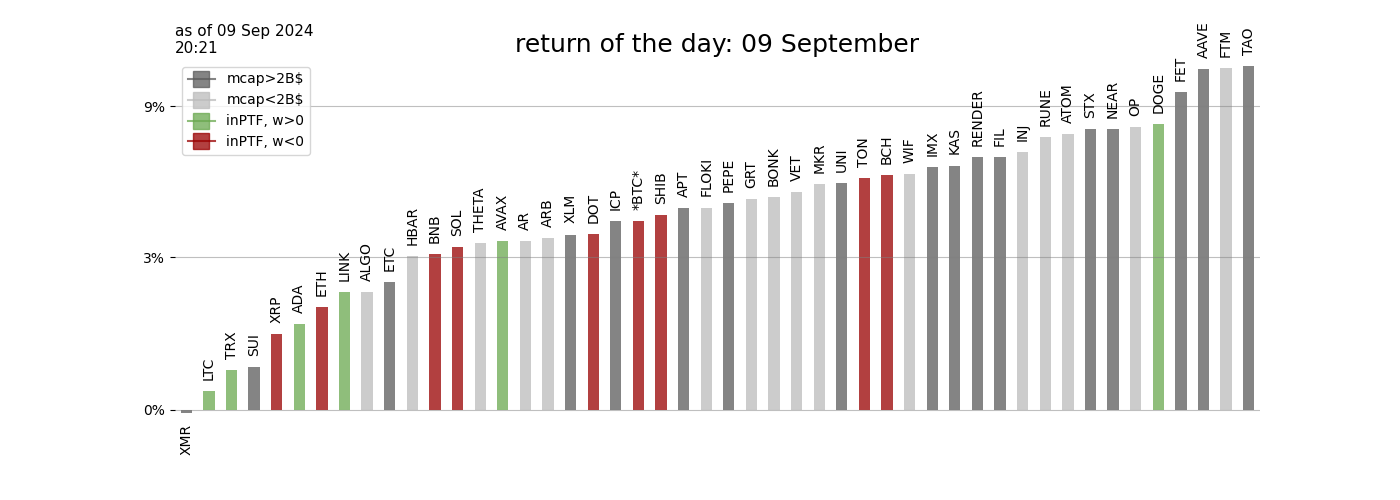 as of 09 Sep 2024
20:21
return of the day: 09 September
mcap>2B$
mcap<2B$
inPTF, w>0
inPTF, w<0
9%
3%
0%
XMR
LTC
TRX
SUI
XRP
ADA
ETH
LINK
ALGO
ETC
HBAR
BNB
SOL
THETA
AVAX
AR
ARB
XLM
DOT
ICP
*BTC*
SHIB
APT
FLOKI
PEPE
GRT
BONK
VET
MKR
UNI
TON
BCH
WIF
IMX
KAS
RENDER
FIL
INJ
RUNE
ATOM
STX
NEAR
OP
DOGE
FET
AAVE
FTM
TAO